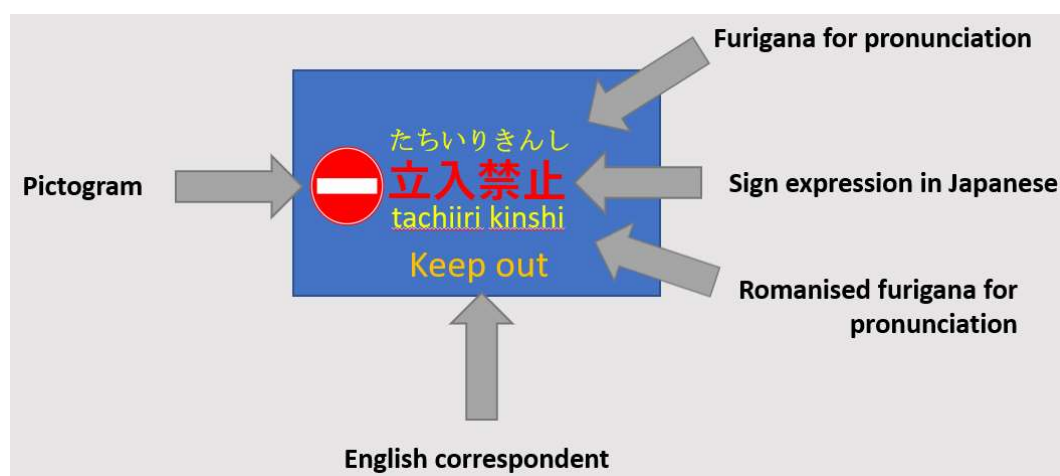 Furigana for pronunciation
たちいりきんし
Pictogram
立入禁止
Sign expression in Japanese
tachiiri kinshi
Keep out
Romanised furigana for
pronunciation
English correspondent